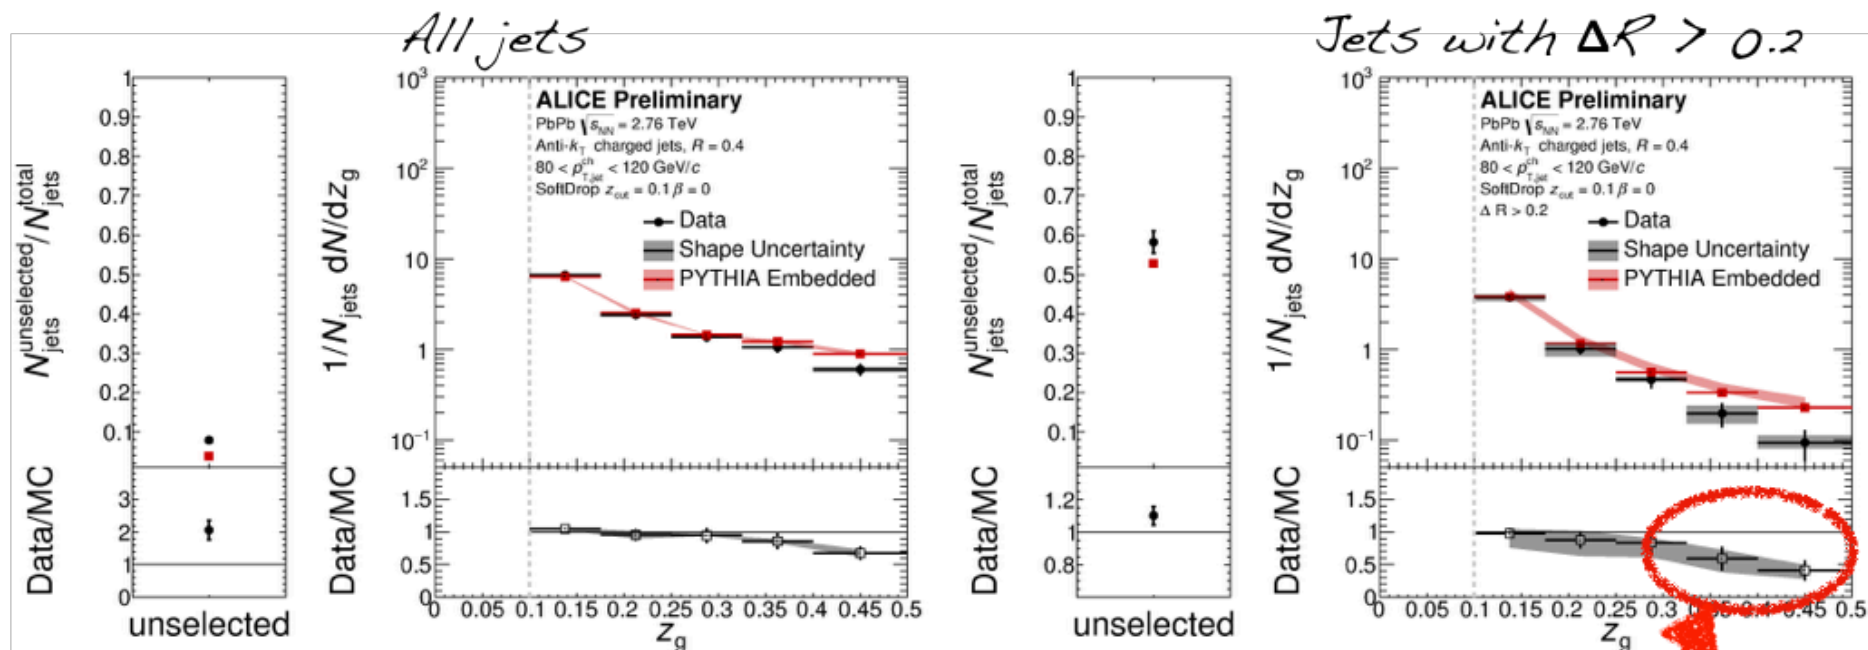 All jets
Jets with ΔR > 0.2
N_jets^unselected/N_jets^total
1
0.9
0.8
0.7
0.6
0.5
0.4
0.3
0.2
0.1
Data/MC
3
2
1
0
unselected
1/N_jets dN/dz_g
10³
10²
10
1
10⁻¹
ALICE Preliminary
PbPb √s_NN = 2.76 TeV
Anti-k_T charged jets, R = 0.4
80 < p_T,jet^ch < 120 GeV/c
SoftDrop z_cut = 0.1 β = 0
Data
Shape Uncertainty
PYTHIA Embedded
Data/MC
1.5
1
0.5
0
0 0.05 0.1 0.15 0.2 0.25 0.3 0.35 0.4 0.45 0.5
z_g
N_jets^unselected/N_jets^total
1
0.9
0.8
0.7
0.6
0.5
0.4
0.3
0.2
0.1
Data/MC
1.2
1
0.8
unselected
1/N_jets dN/dz_g
10³
10²
10
1
10⁻¹
ALICE Preliminary
PbPb √s_NN = 2.76 TeV
Anti-k_T charged jets, R = 0.4
80 < p_T,jet^ch < 120 GeV/c
SoftDrop z_cut = 0.1 β = 0
Δ R > 0.2
Data
Shape Uncertainty
PYTHIA Embedded
Data/MC
1.5
1
0.5
0
0 0.05 0.1 0.15 0.2 0.25 0.3 0.35 0.4 0.45 0.5
z_g